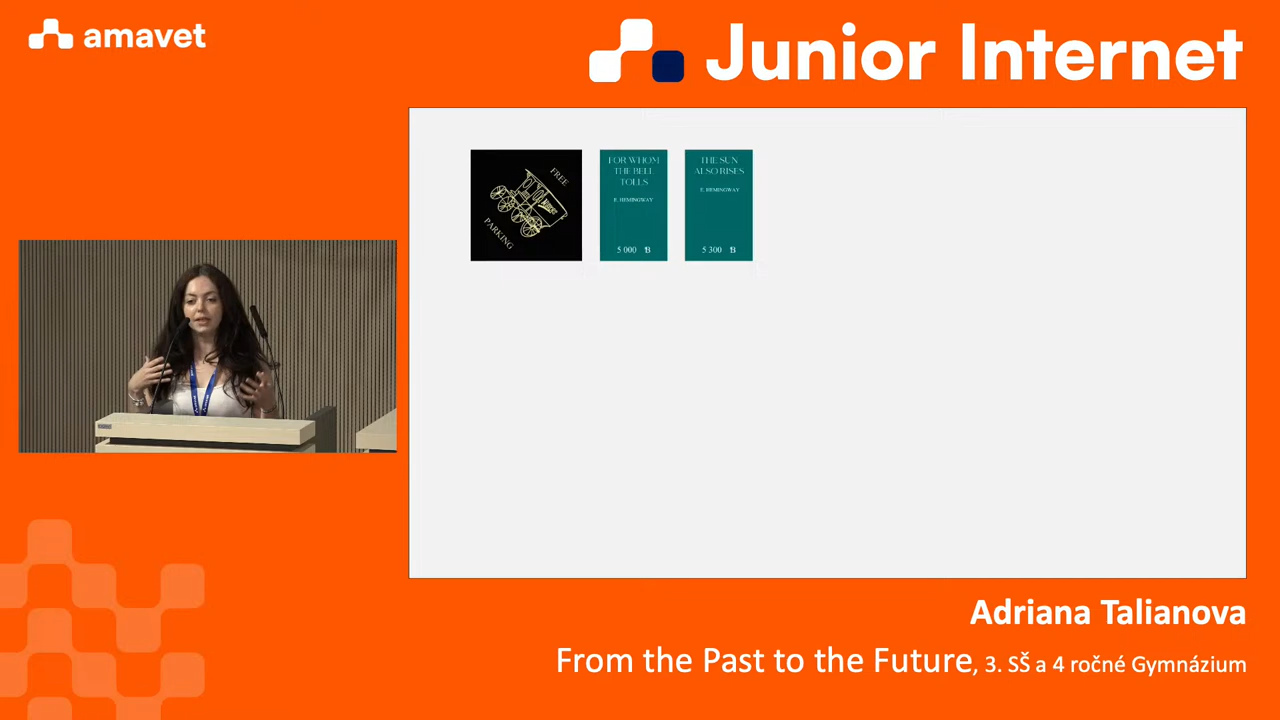 amavet
Junior Internet
FREE
PARKING
FOR WHOM
THE BELL
TOLLS
E. HEMINGWAY
5 000 Ƀ
THE SUN
ALSO RISES
E. HEMINGWAY
5 300 Ƀ
Adriana Talianova
From the Past to the Future, 3. SŠ a 4 ročné Gymnázium